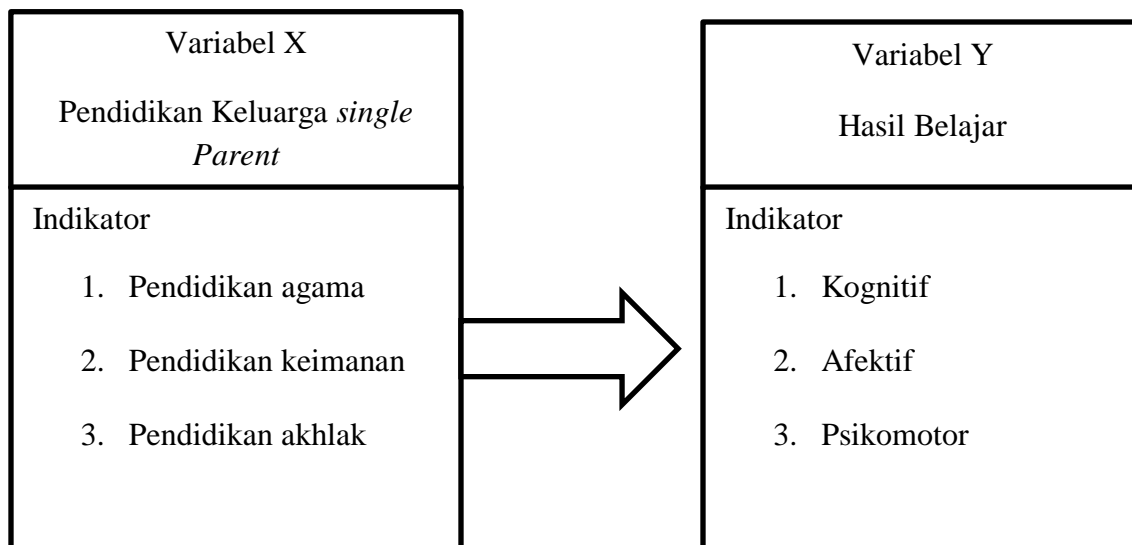 Variabel X
Pendidikan Keluarga single
Parent
Indikator
1. Pendidikan agama
2. Pendidikan keimanan
3. Pendidikan akhlak
Variabel Y
Hasil Belajar
Indikator
1. Kognitif
2. Afektif
3. Psikomotor